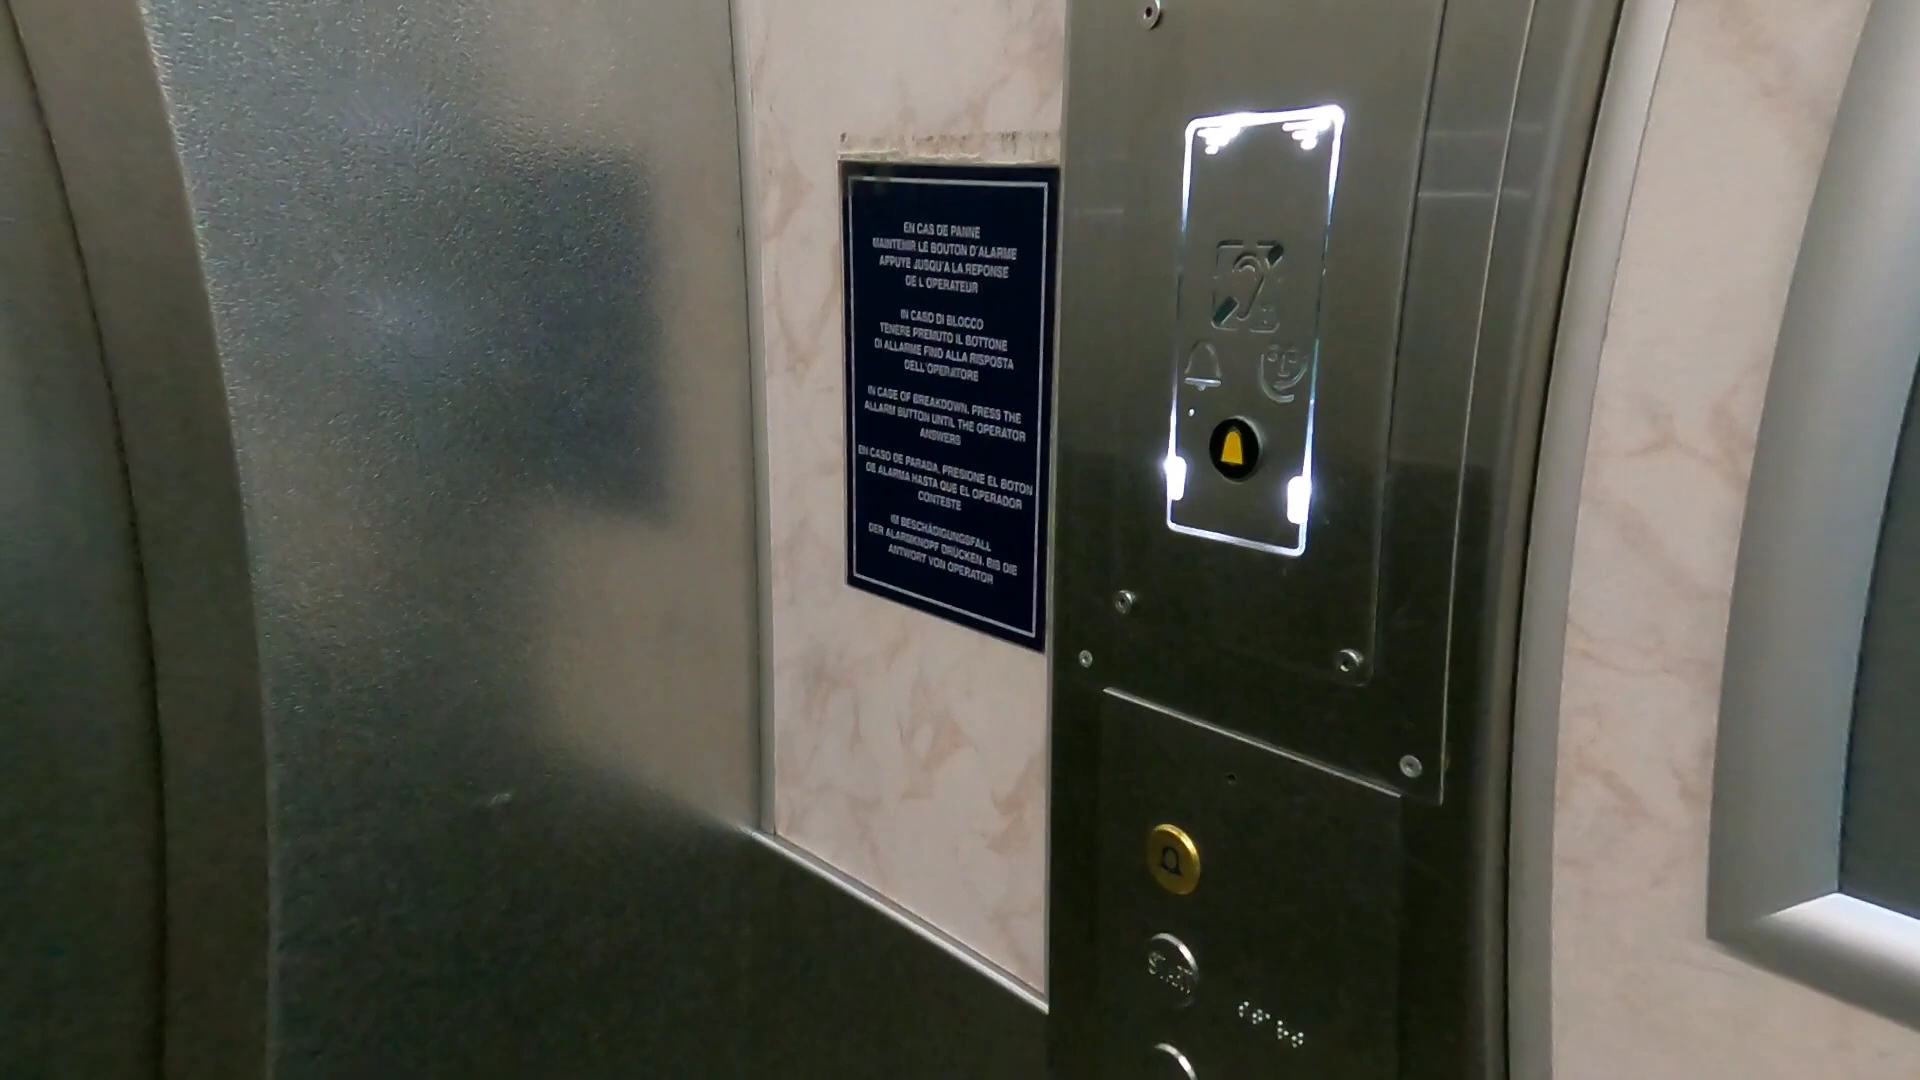 EN CAS DE PANNE
MAINTENIR LE BOUTON D'ALARME
APPUYE JUSQU'A LA REPONSE
DE L'OPERATEUR
IN CASO DI BLOCCO
TENERE PREMUTO IL BOTTONE
DI ALLARME FINO ALLA RISPOSTA
DELL'OPERATORE
IN CASE OF BREAKDOWN, PRESS THE
ALLARM BUTTON UNTIL THE OPERATOR
ANSWERS
EN CASO DE PARADA, PRESIONE EL BOTON
DE ALARMA HASTA QUE EL OPERADOR
CONTESTE
IM BESCHÄDIGUNGSFALL
DER ALARMKNOPF DRÜCKEN, BIS DIE
ANTWORT VON OPERATOR